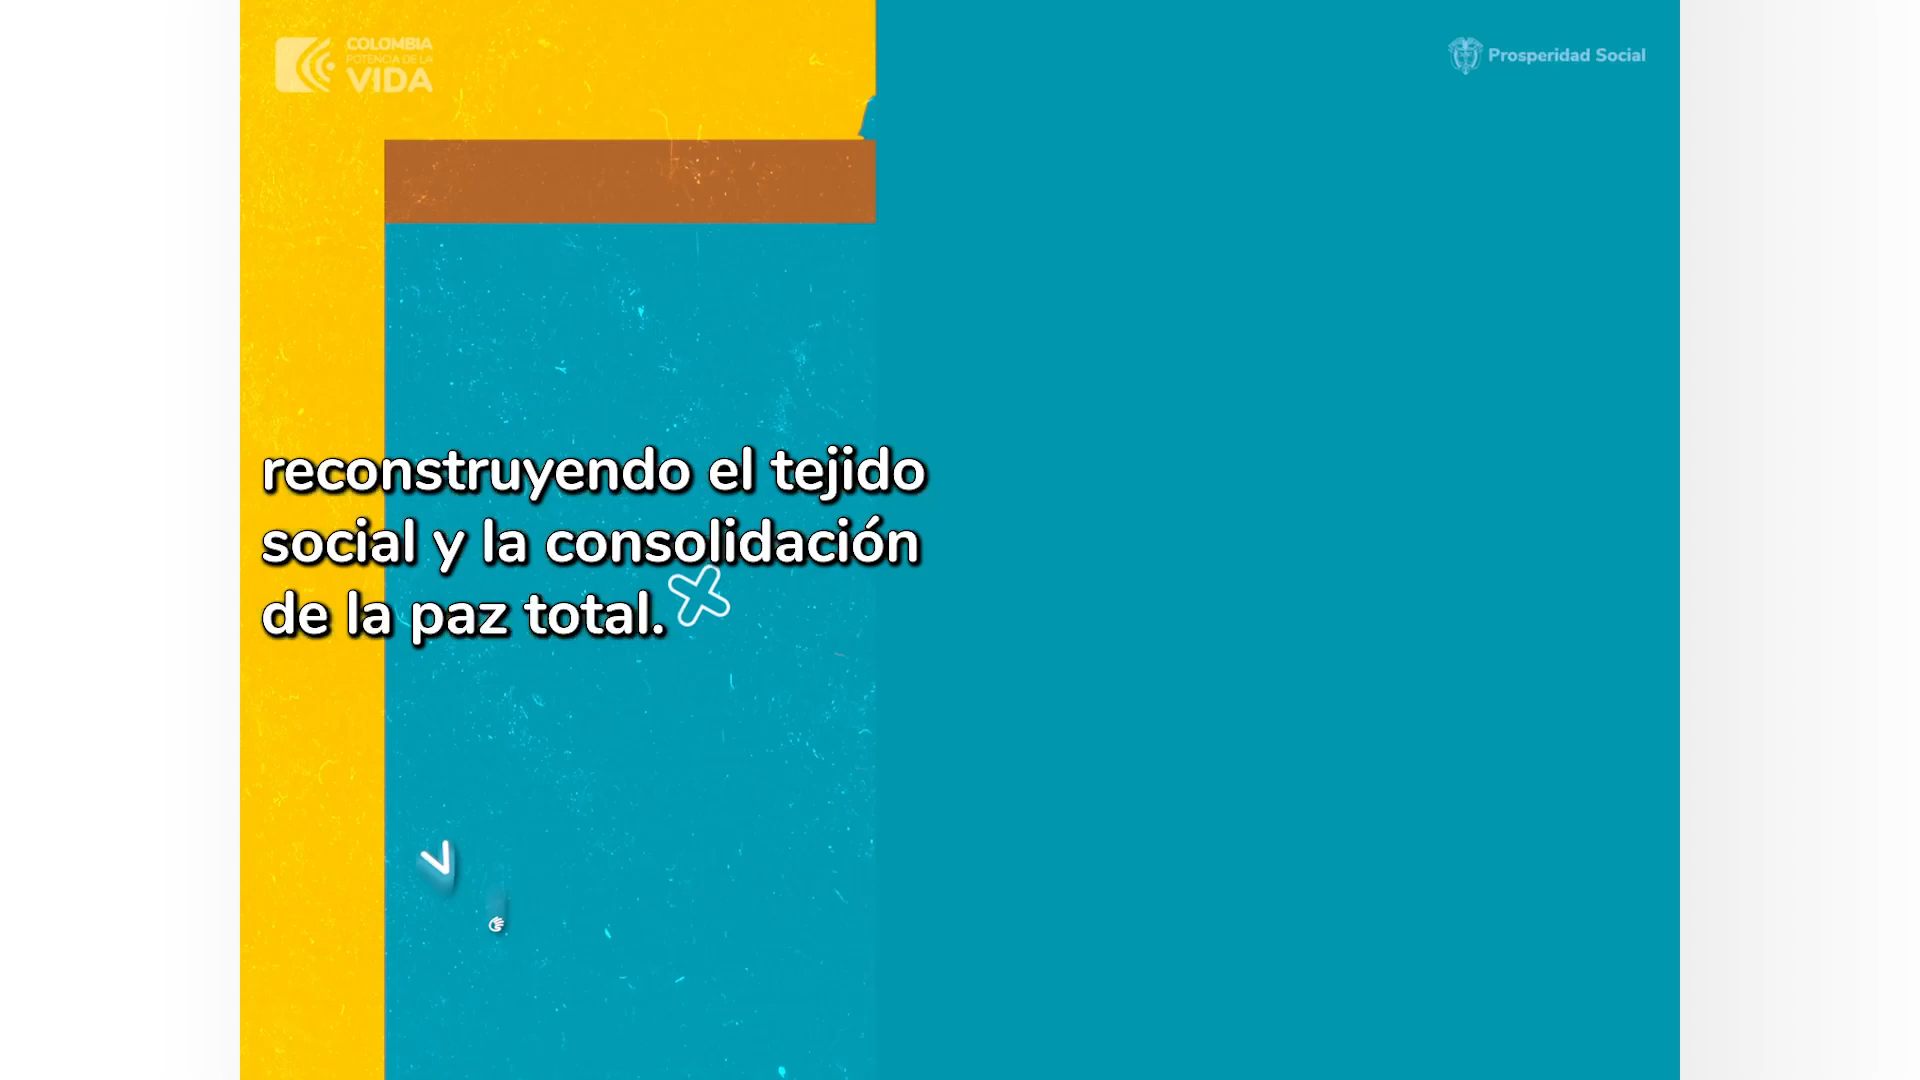 COLOMBIA
POTENCIA DE LA
VIDA
Prosperidad Social
reconstruyendo el tejido
social y la consolidación
de la paz total.